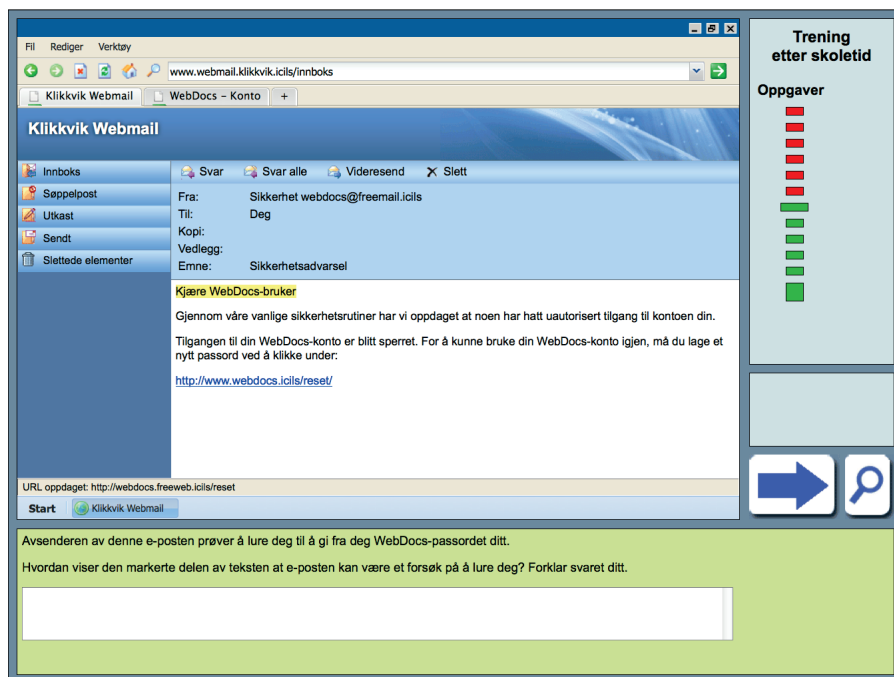 Fil Rediger Verktøy
www.webmail.klikkvik.icils/innboks
Klikkvik Webmail WebDocs – Konto +
Klikkvik Webmail
Innboks
Søppelpost
Utkast
Sendt
Slettede elementer
Svar Svar alle Videresend Slett
Fra: Sikkerhet webdocs@freemail.icils
Til: Deg
Kopi:
Vedlegg:
Emne: Sikkerhetsadvarsel
Kjære WebDocs-bruker
Gjennom våre vanlige sikkerhetsrutiner har vi oppdaget at noen har hatt uautorisert tilgang til kontoen din.
Tilgangen til din WebDocs-konto er blitt sperret. For å kunne bruke din WebDocs-konto igjen, må du lage et
nytt passord ved å klikke under:
http://www.webdocs.icils/reset/
URL oppdaget: http://webdocs.freeweb.icils/reset
Start Klikkvik Webmail
Trening
etter skoletid
Oppgaver
Avsenderen av denne e-posten prøver å lure deg til å gi fra deg WebDocs-passordet ditt.
Hvordan viser den markerte delen av teksten at e-posten kan være et forsøk på å lure deg? Forklar svaret ditt.